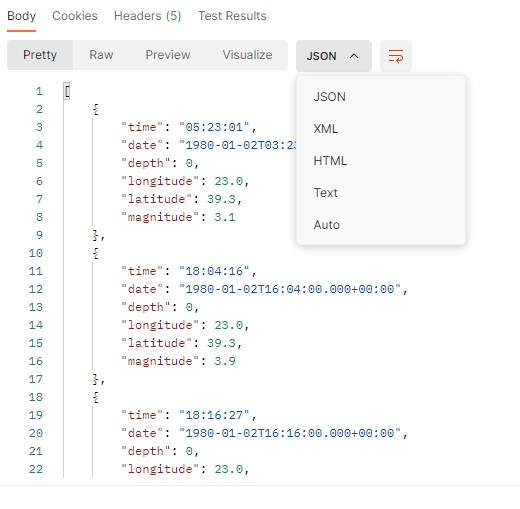 Body Cookies Headers (5) Test Results
Pretty Raw Preview Visualize JSON
JSON
XML
HTML
Text
Auto
1 [
2 {
3 "time": "05:23:01",
4 "date": "1980-01-02T03:23
5 "depth": 0,
6 "longitude": 23.0,
7 "latitude": 39.3,
8 "magnitude": 3.1
9 },
10 {
11 "time": "18:04:16",
12 "date": "1980-01-02T16:04:00.000+00:00",
13 "depth": 0,
14 "longitude": 23.0,
15 "latitude": 39.3,
16 "magnitude": 3.9
17 },
18 {
19 "time": "18:16:27",
20 "date": "1980-01-02T16:16:00.000+00:00",
21 "depth": 0,
22 "longitude": 23.0,